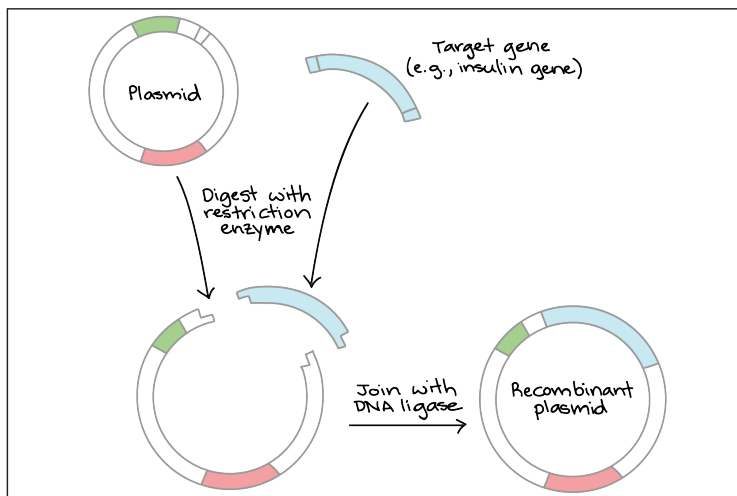 Plasmid
Target gene
(e.g., insulin gene)
Digest with
restriction
enzyme
Join with
DNA ligase
Recombinant
plasmid